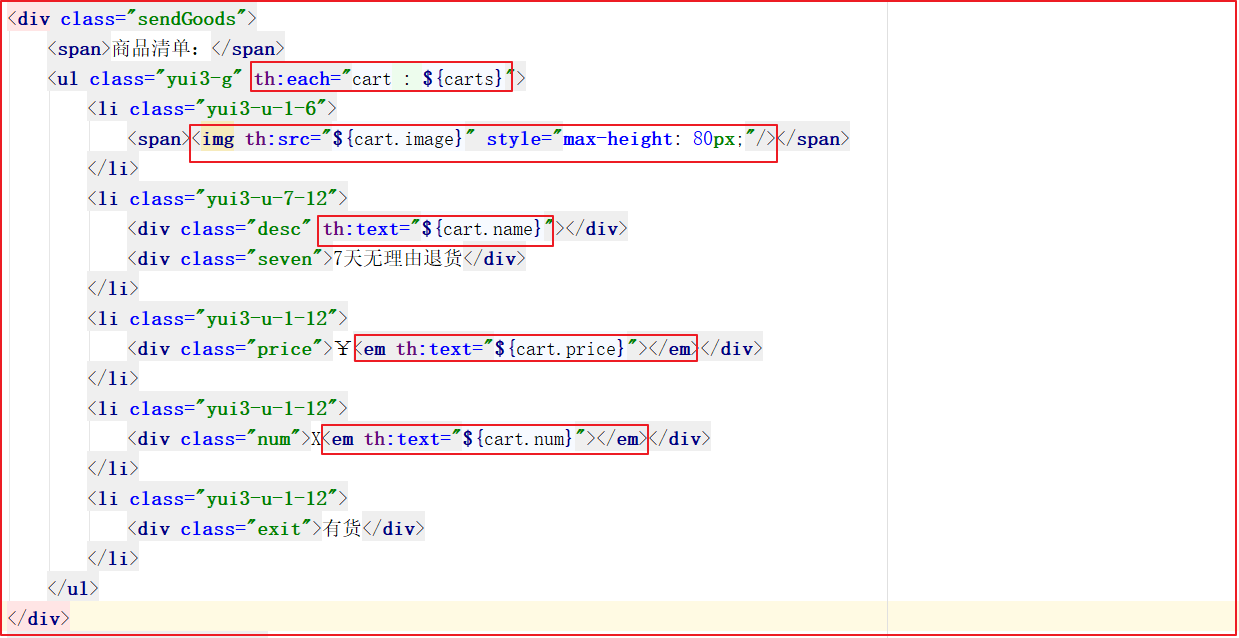 <div class="sendGoods">
<span>商品清单：</span>
<ul class="yui3-g" th:each="cart : ${carts}">
<li class="yui3-u-1-6">
<span><img th:src="${cart.image}" style="max-height: 80px;"/></span>
</li>
<li class="yui3-u-7-12">
<div class="desc" th:text="${cart.name}"></div>
<div class="seven">7天无理由退货</div>
</li>
<li class="yui3-u-1-12">
<div class="price">￥<em th:text="${cart.price}"></em></div>
</li>
<li class="yui3-u-1-12">
<div class="num">X<em th:text="${cart.num}"></em></div>
</li>
<li class="yui3-u-1-12">
<div class="exit">有货</div>
</li>
</ul>
</div>